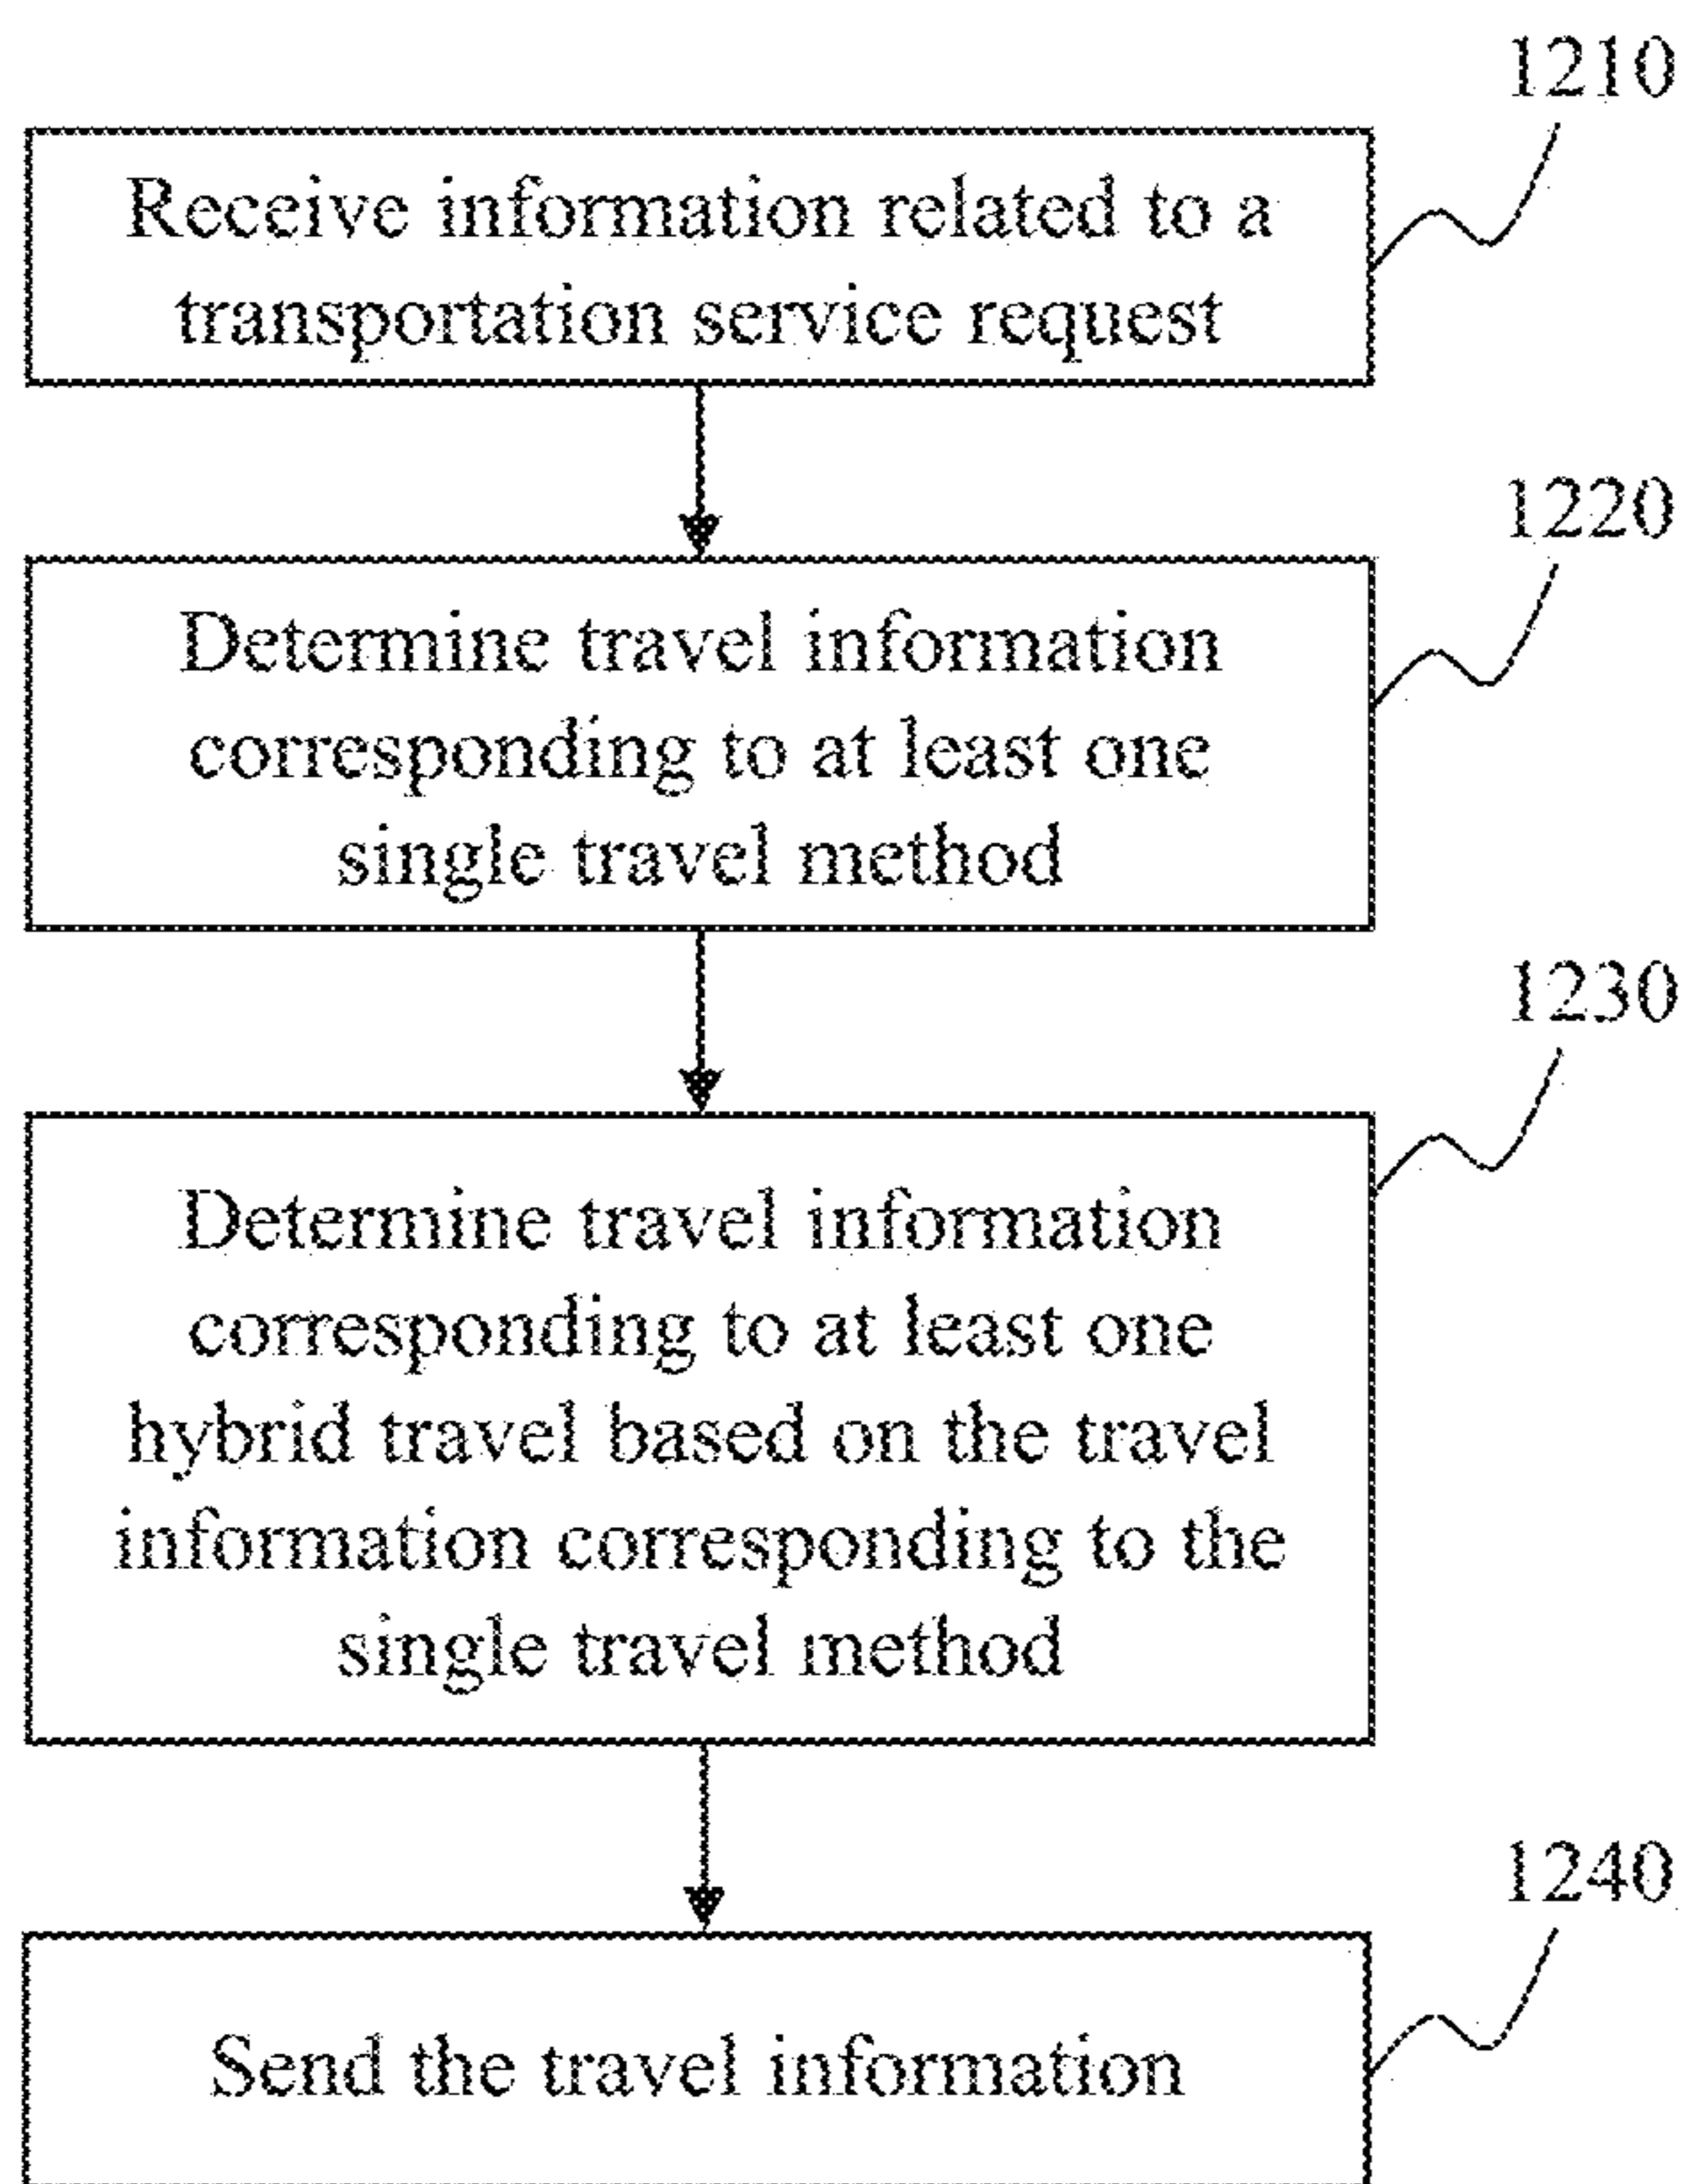 1210
Receive information related to a
transportation service request
1220
Determine travel information
corresponding to at least one
single travel method
1230
Determine travel information
corresponding to at least one
hybrid travel based on the travel
information corresponding to the
single travel method
1240
Send the travel information